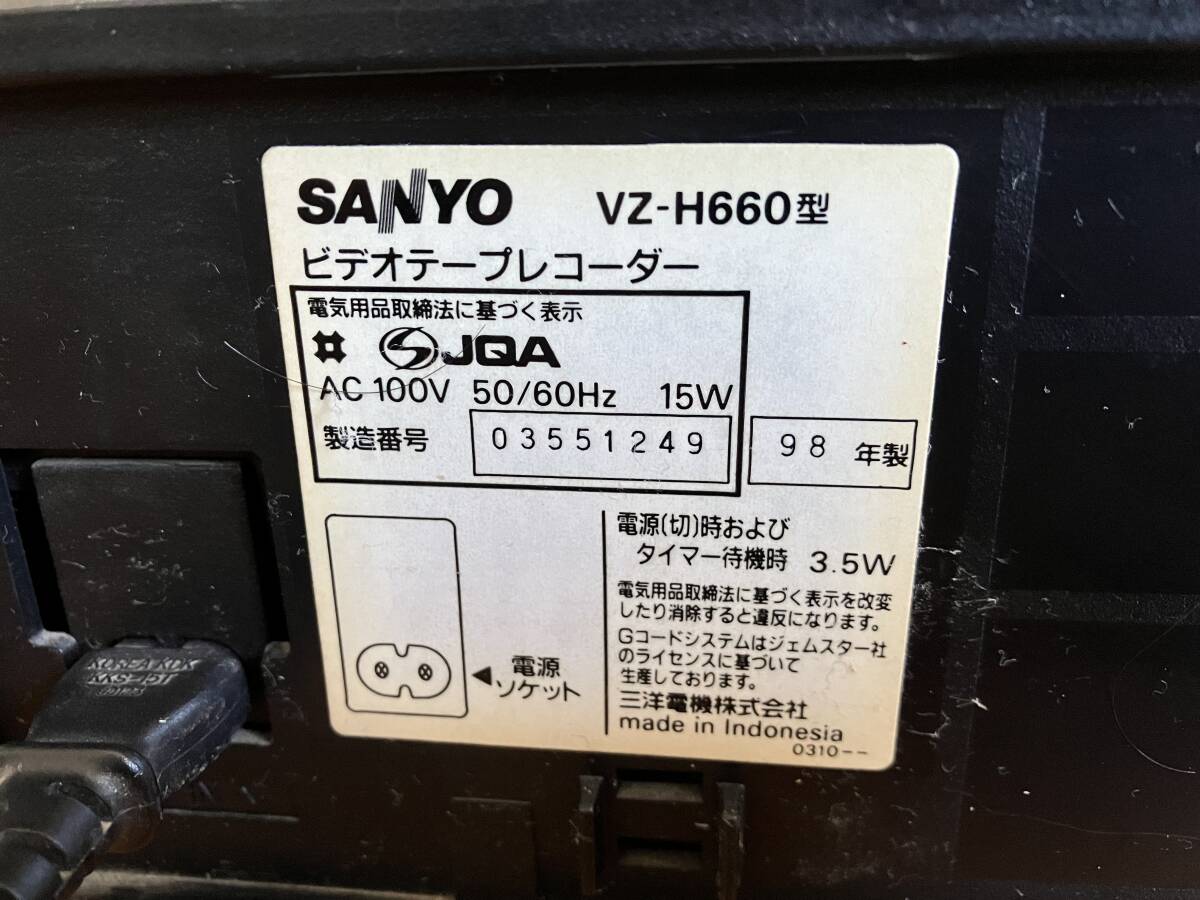 SANYO VZ-H660型
ビデオテープレコーダー
電気用品取締法に基づく表示
JQA
AC 100V 50/60Hz 15W
製造番号 03551249 98 年製
電源(切)時および
タイマー待機時 3.5W
電気用品取締法に基づく表示を改変
したり消除すると違反になります。
Gコードシステムはジェムスター社
のライセンスに基づいて
生産しております。
三洋電機株式会社
made in Indonesia
0310--
電源
ソケット
KOREA KDK
KKS-15T